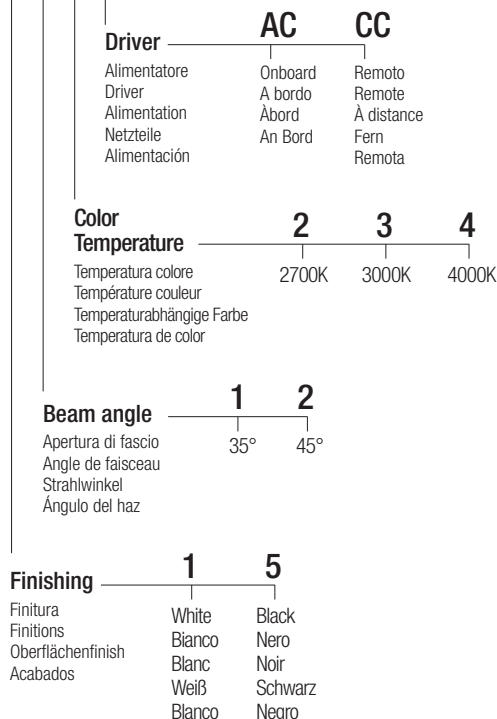 Driver AC CC
Alimentatore Onboard Remoto
Driver A bordo Remote
Alimentation Àbord À distance
Netzteile An Bord Fern
Alimentación Remota
Color
Temperature 2 3 4
Temperatura colore 2700K 3000K 4000K
Température couleur
Temperaturabhängige Farbe
Temperatura de color
Beam angle 1 2
Apertura di fascio 35° 45°
Angle de faisceau
Strahlwinkel
Ángulo del haz
Finishing 1 5
Finitura White Black
Finitions Bianco Nero
Oberflächenfinish Blanc Noir
Acabados Weiß Schwarz
Blanco Negro